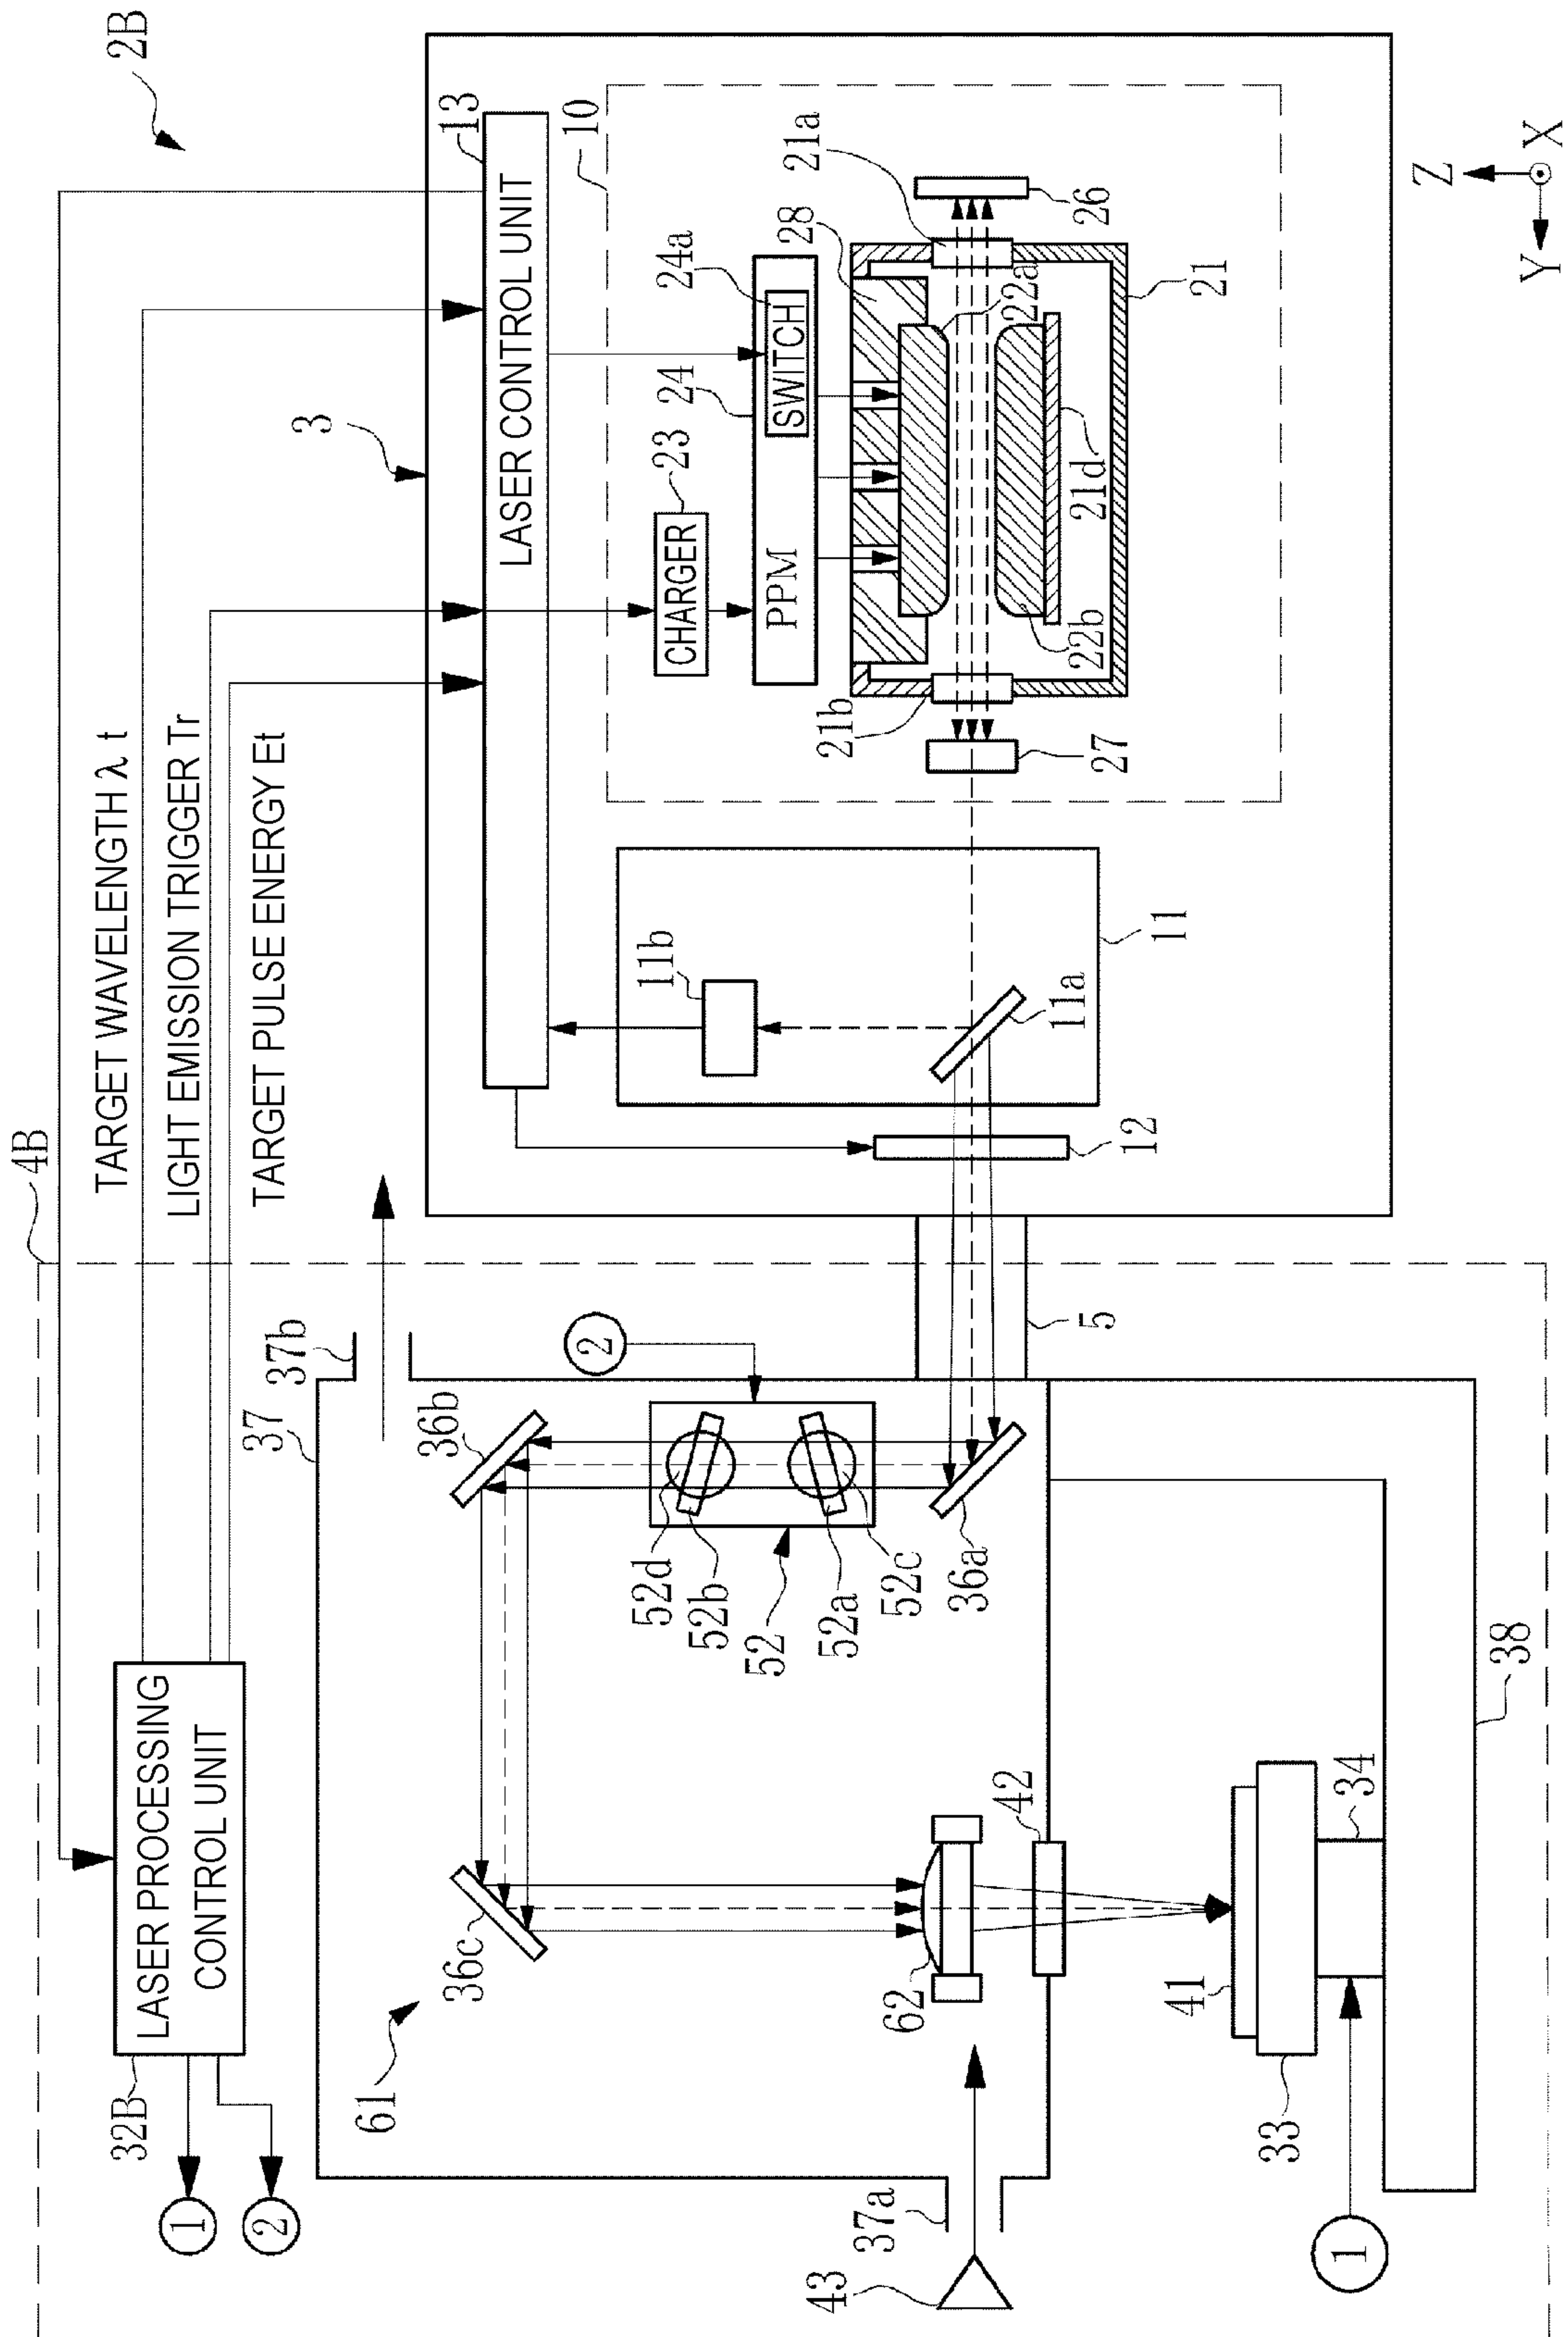 2B
4B
TARGET WAVELENGTH λ t
LIGHT EMISSION TRIGGER Tr
TARGET PULSE ENERGY Et
LASER PROCESSING
CONTROL UNIT
32B
1
2
3
13
LASER CONTROL UNIT
10
CHARGER
23
24
24a
SWITCH
PPM
28
21a
26
22a
21
21d
22b
21b
27
11
11b
11a
12
5
37
37b
2
36b
52d
52b
52
52a
52c
36a
36c
61
62
42
37a
43
41
33
34
38
1
Z
Y
X